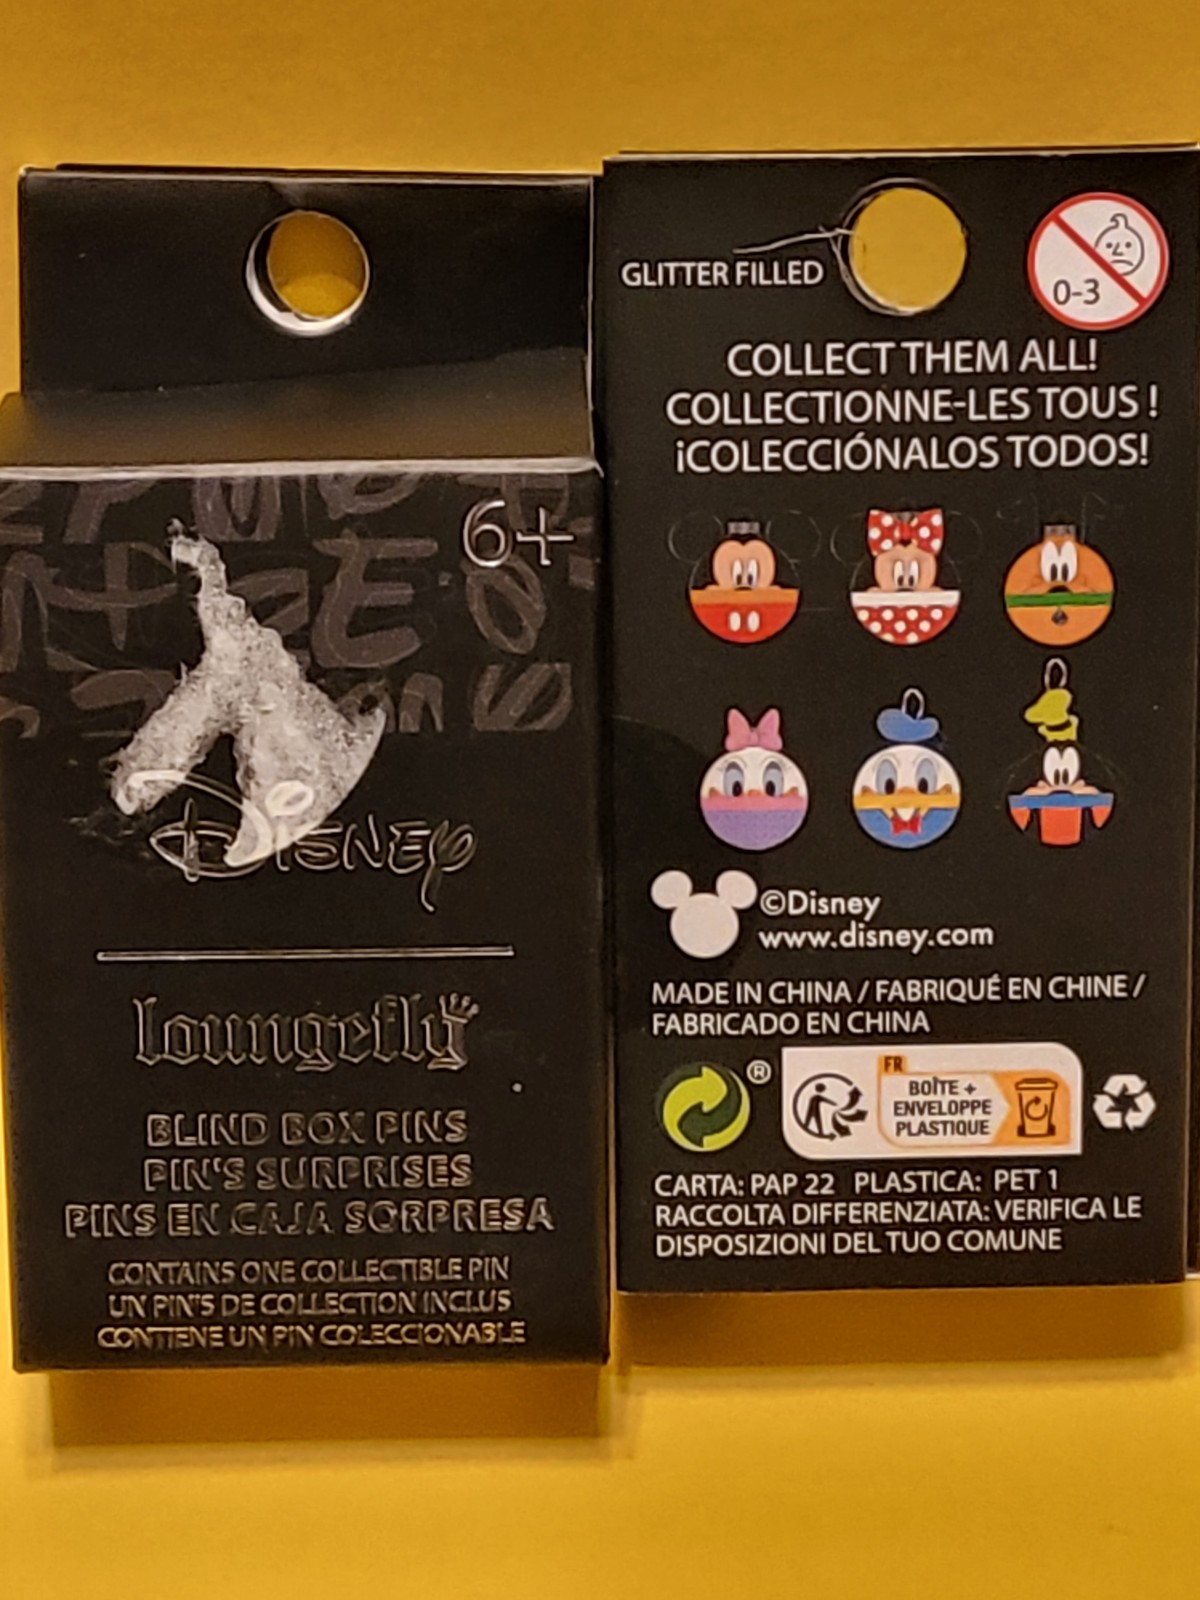 6+
Disney
loungefly
BLIND BOX PINS
PIN'S SURPRISES
PINS EN CAJA SORPRESA
CONTAINS ONE COLLECTIBLE PIN
UN PIN'S DE COLLECTION INCLUS
CONTIENE UN PIN COLECCIONABLE
GLITTER FILLED
0-3
COLLECT THEM ALL!
COLLECTIONNE-LES TOUS !
¡COLECCIÓNALOS TODOS!
©Disney
www.disney.com
MADE IN CHINA / FABRIQUÉ EN CHINE /
FABRICADO EN CHINA
®
FR
BOÎTE +
ENVELOPPE
PLASTIQUE
CARTA: PAP 22 PLASTICA: PET 1
RACCOLTA DIFFERENZIATA: VERIFICA LE
DISPOSIZIONI DEL TUO COMUNE